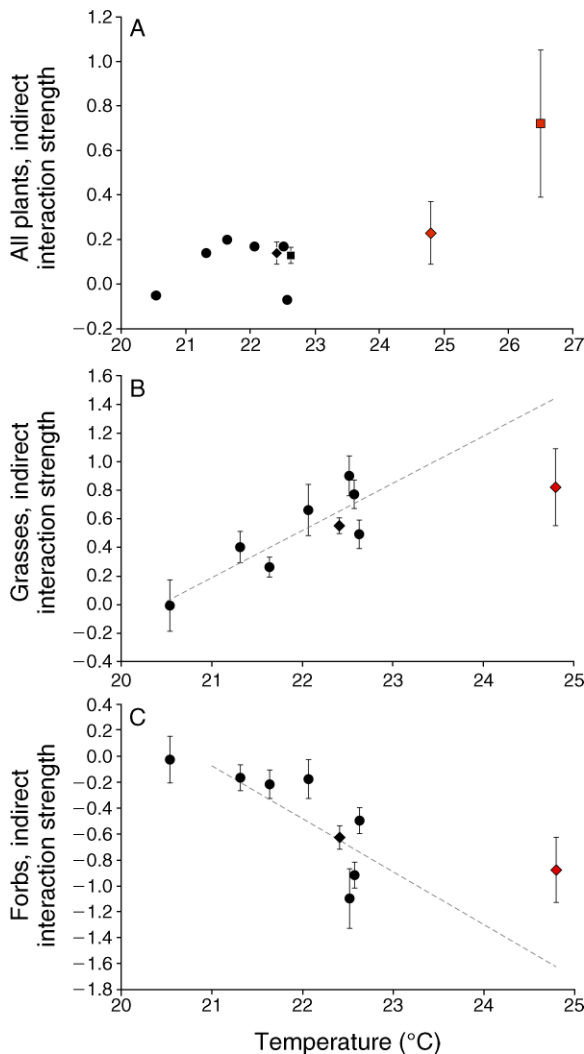 A
All plants, indirect
interaction strength
1.2
1.0
0.8
0.6
0.4
0.2
0.0
−0.2
20 21 22 23 24 25 26 27
B
Grasses, indirect
interaction strength
1.6
1.4
1.2
1.0
0.8
0.6
0.4
0.2
0.0
−0.2
−0.4
20 21 22 23 24 25
C
Forbs, indirect
interaction strength
0.0
−0.2
−0.4
−0.6
−0.8
−1.0
−1.2
−1.4
−1.6
−1.8
20 21 22 23 24 25
Temperature (°C)